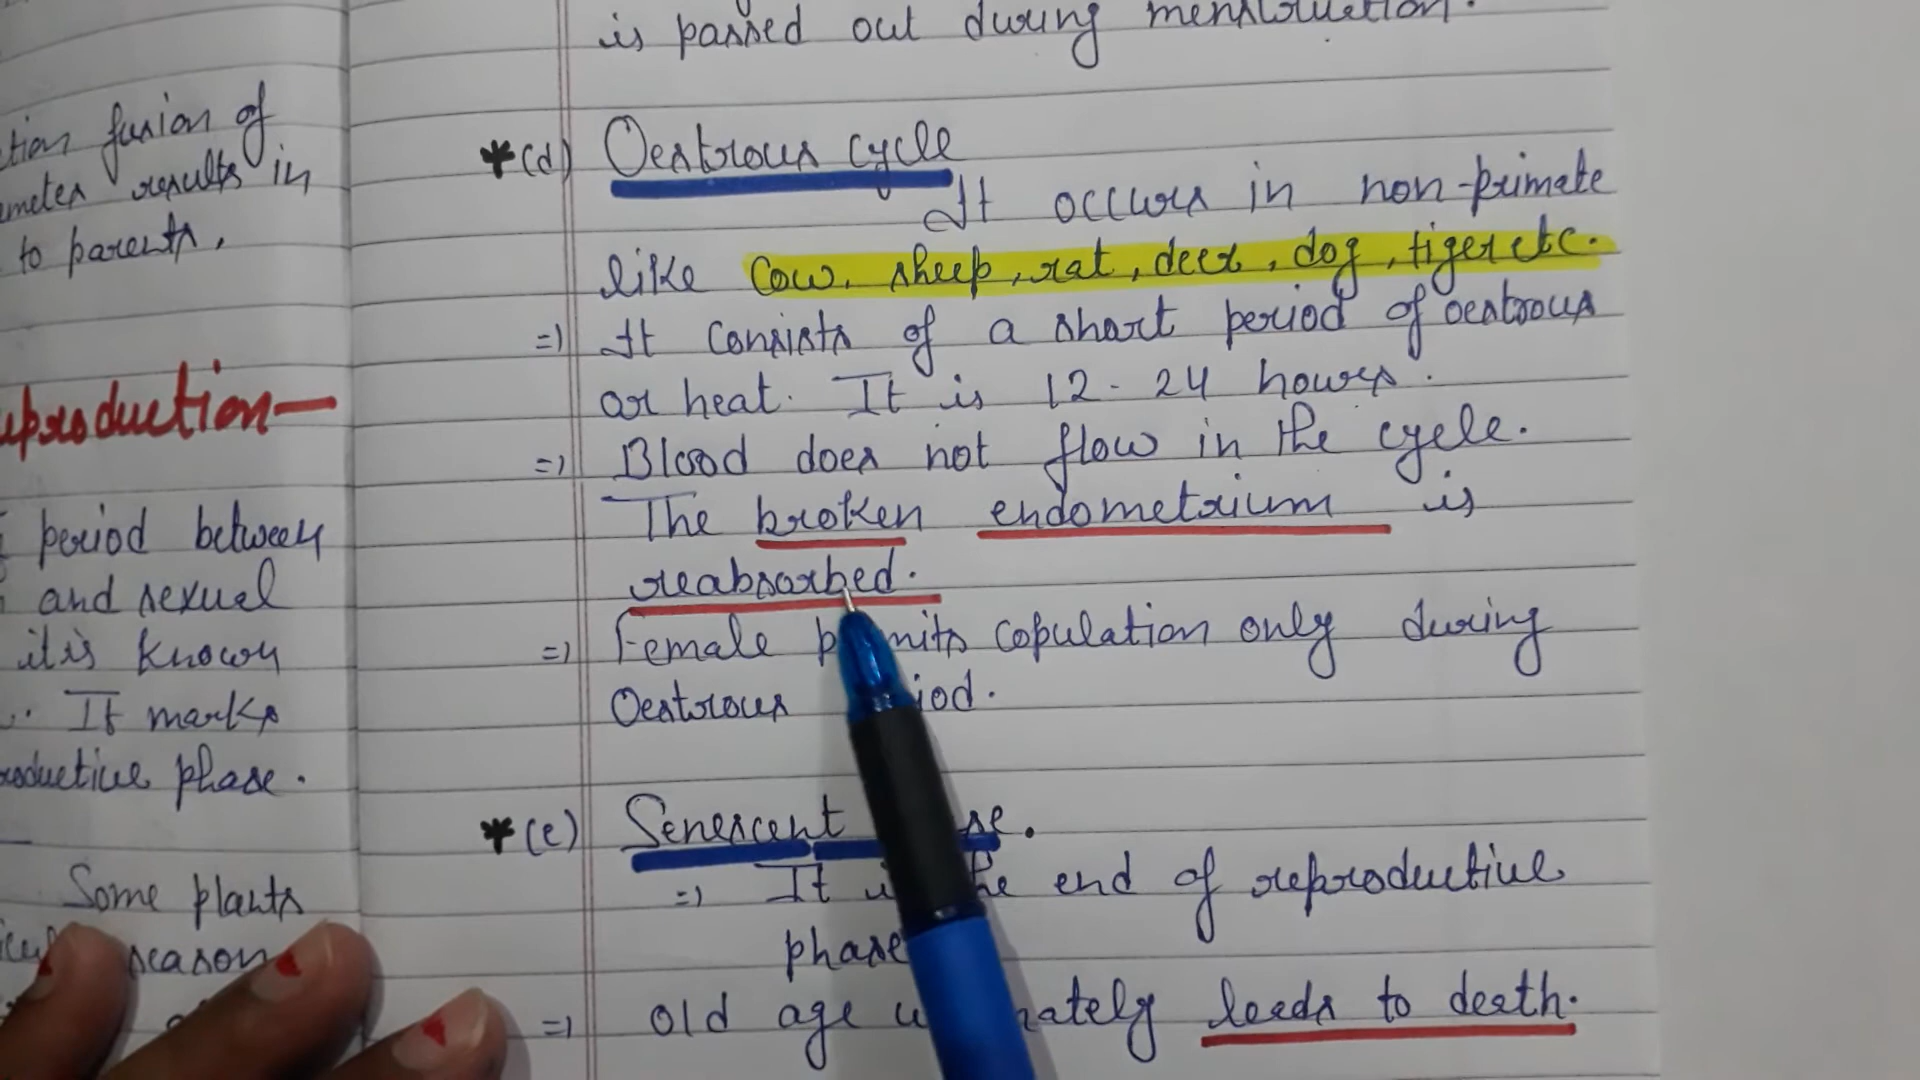 tion fusion of
results in
to parents,
reproduction—
period between
and sexual
it is known
. It marks
phase.
Some plants
season
is passed out during menstruation.
*(d) Oestrous cycle
It occurs in non-primate
like Cow, sheep, rat, deer, dog, tiger etc.
=) It consists of a short period of oestrous
or heat. It is 12-24 hours.
=) Blood does not flow in the cycle.
The broken endometrium is
reabsorbed.
=) Female copulation only during
Oestrous
*(e) Senescent
=) It the end of reproductive
phase
=) old age leads to death.